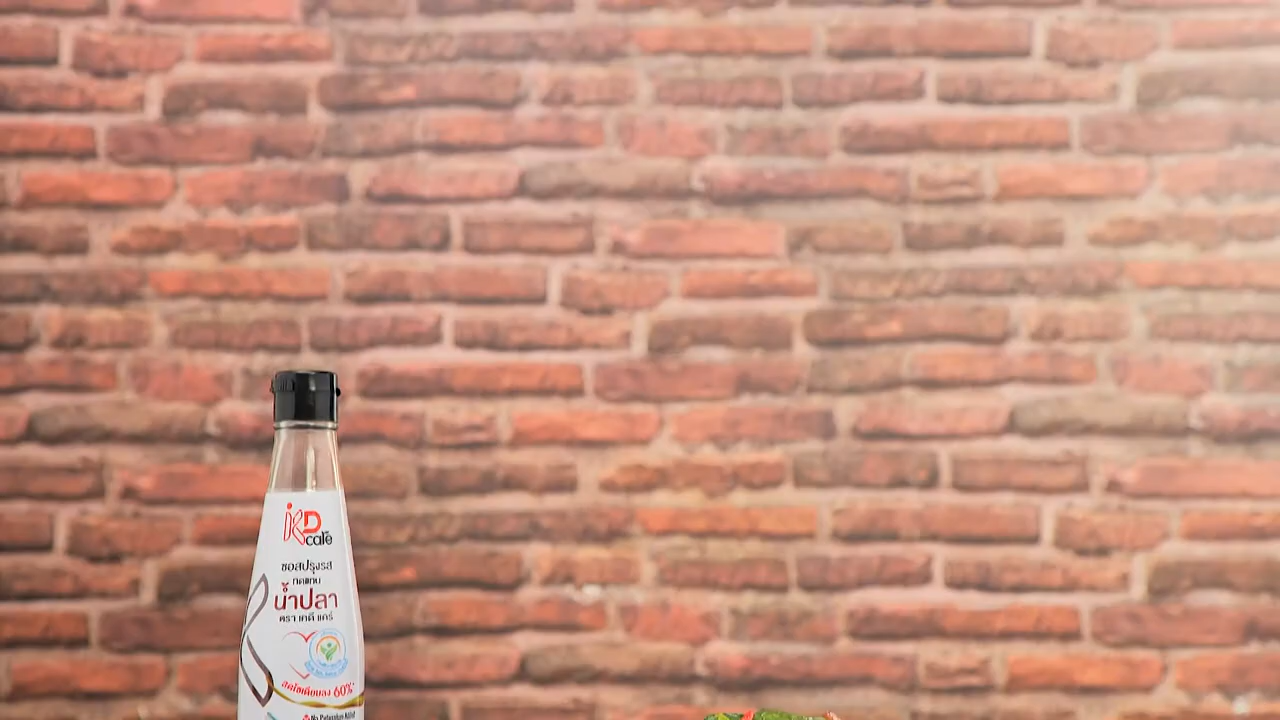 KD
care
ซอสปรุงรส
ทดแทน
น้ำปลา
ตรา เคดี แคร์
ลดโซเดียมลง 60%*
No Potassium Added